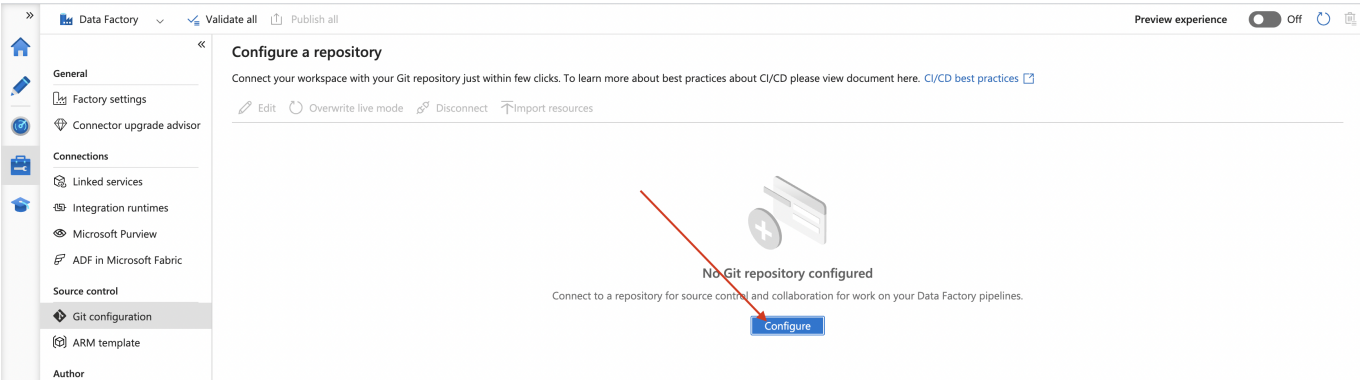 »
Data Factory
Validate all
Publish all
Preview experience
Off
«
General
Factory settings
Connector upgrade advisor
Connections
Linked services
Integration runtimes
Microsoft Purview
ADF in Microsoft Fabric
Source control
Git configuration
ARM template
Author
Configure a repository
Connect your workspace with your Git repository just within few clicks. To learn more about best practices about CI/CD please view document here. CI/CD best practices
Edit
Overwrite live mode
Disconnect
Import resources
No Git repository configured
Connect to a repository for source control and collaboration for work on your Data Factory pipelines.
Configure